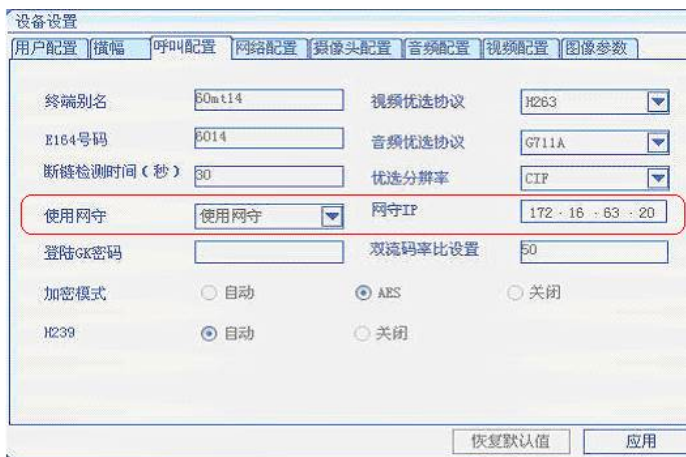 设备设置
用户配置 横幅 呼叫配置 网络配置 摄像头配置 音频配置 视频配置 图像参数
终端别名 60mt14 视频优选协议 H263
E164号码 6014 音频优选协议 G711A
断链检测时间(秒) 30 优选分辨率 CIF
使用网守 使用网守 网守IP 172 . 16 . 63 . 20
登陆GK密码 双流码率比设置 50
加密模式 自动 AES 关闭
H239 自动 关闭
恢复默认值 应用